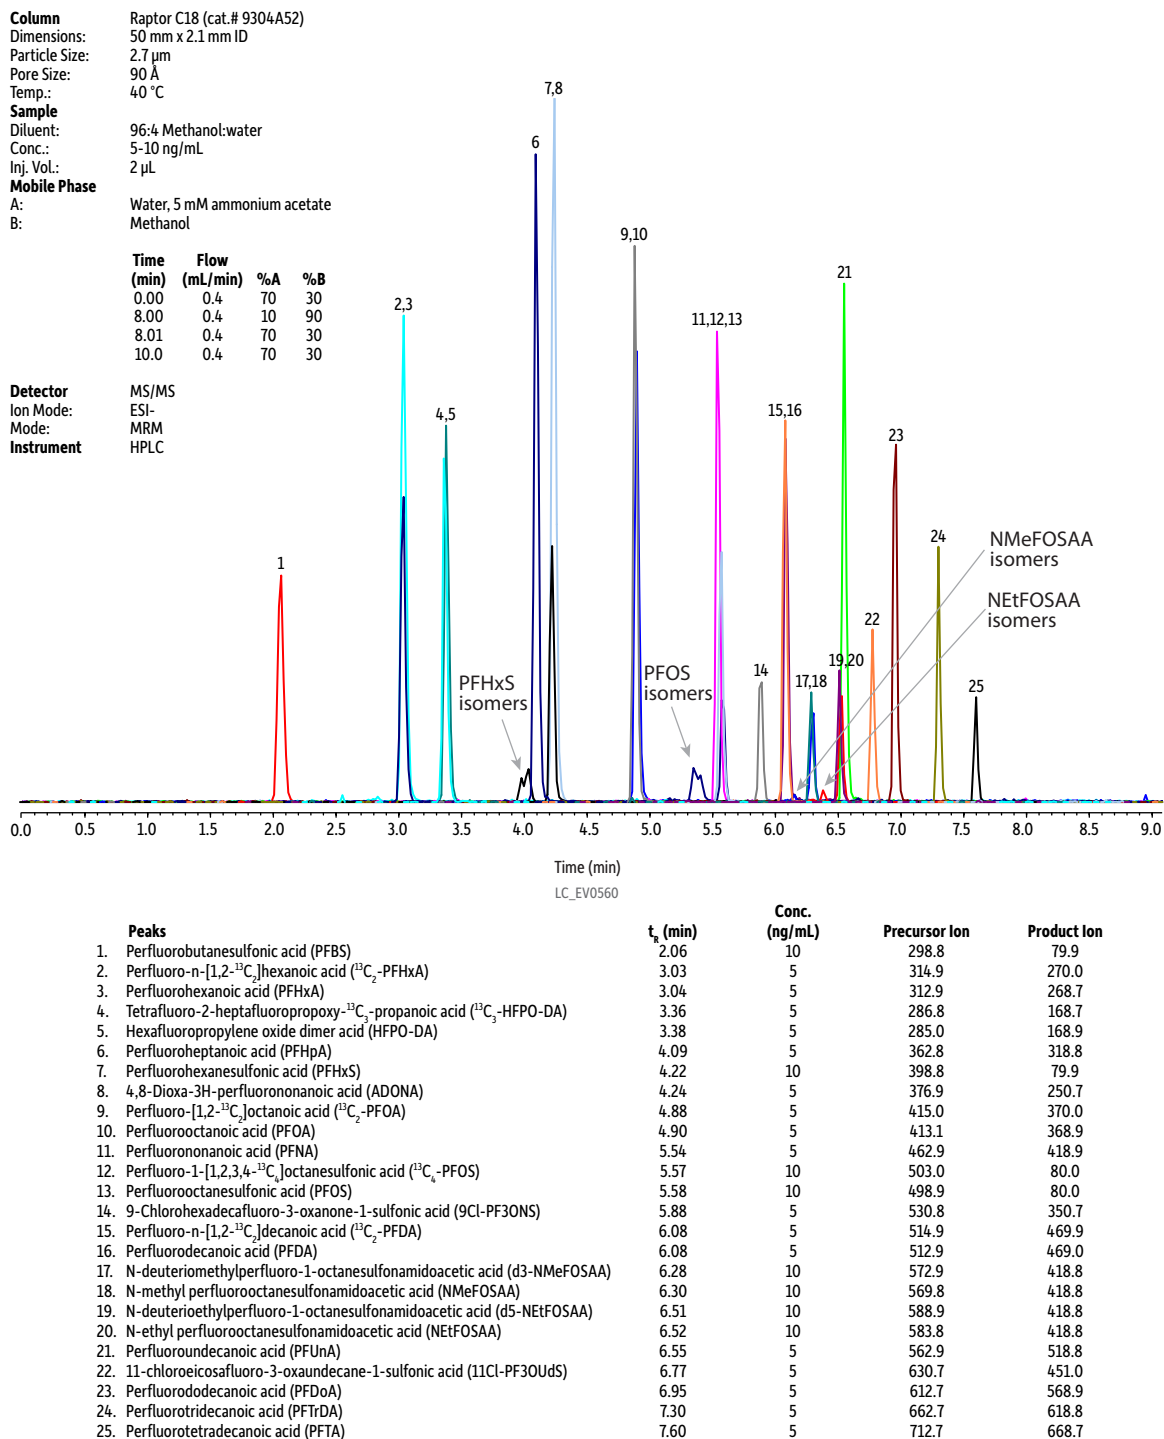 Column Raptor C18 (cat.# 9304A52)
Dimensions: 50 mm x 2.1 mm ID
Particle Size: 2.7 µm
Pore Size: 90 Å
Temp.: 40 °C
Sample
Diluent: 96:4 Methanol:water
Conc.: 5-10 ng/mL
Inj. Vol.: 2 µL
Mobile Phase
A: Water, 5 mM ammonium acetate
B: Methanol
Time Flow
(min) (mL/min) %A %B
0.00 0.4 70 30
8.00 0.4 10 90
8.01 0.4 70 30
10.0 0.4 70 30
Detector MS/MS
Ion Mode: ESI-
Mode: MRM
Instrument HPLC
1
2,3
4,5
PFHxS
isomers
6
7,8
9,10
PFOS
isomers
11,12,13
14
15,16
17,18
19,20
21
22
23
24
25
NMeFOSAA
isomers
NEtFOSAA
isomers
0.0 0.5 1.0 1.5 2.0 2.5 3.0 3.5 4.0 4.5 5.0 5.5 6.0 6.5 7.0 7.5 8.0 8.5 9.0
Time (min)
LC_EV0560
Conc.
Peaks tR (min) (ng/mL) Precursor Ion Product Ion
1. Perfluorobutanesulfonic acid (PFBS) 2.06 10 298.8 79.9
2. Perfluoro-n-[1,2-¹³C₂]hexanoic acid (¹³C₂-PFHxA) 3.03 5 314.9 270.0
3. Perfluorohexanoic acid (PFHxA) 3.04 5 312.9 268.7
4. Tetrafluoro-2-heptafluoropropoxy-¹³C₃-propanoic acid (¹³C₃-HFPO-DA) 3.36 5 286.8 168.7
5. Hexafluoropropylene oxide dimer acid (HFPO-DA) 3.38 5 285.0 168.9
6. Perfluoroheptanoic acid (PFHpA) 4.09 5 362.8 318.8
7. Perfluorohexanesulfonic acid (PFHxS) 4.22 10 398.8 79.9
8. 4,8-Dioxa-3H-perfluorononanoic acid (ADONA) 4.24 5 376.9 250.7
9. Perfluoro-[1,2-¹³C₂]octanoic acid (¹³C₂-PFOA) 4.88 5 415.0 370.0
10. Perfluorooctanoic acid (PFOA) 4.90 5 413.1 368.9
11. Perfluorononanoic acid (PFNA) 5.54 5 462.9 418.9
12. Perfluoro-1-[1,2,3,4-¹³C₄]octanesulfonic acid (¹³C₄-PFOS) 5.57 10 503.0 80.0
13. Perfluorooctanesulfonic acid (PFOS) 5.58 10 498.9 80.0
14. 9-Chlorohexadecafluoro-3-oxanone-1-sulfonic acid (9Cl-PF3ONS) 5.88 5 530.8 350.7
15. Perfluoro-n-[1,2-¹³C₂]decanoic acid (¹³C₂-PFDA) 6.08 5 514.9 469.9
16. Perfluorodecanoic acid (PFDA) 6.08 5 512.9 469.0
17. N-deuteriomethylperfluoro-1-octanesulfonamidoacetic acid (d3-NMeFOSAA) 6.28 10 572.9 418.8
18. N-methyl perfluorooctanesulfonamidoacetic acid (NMeFOSAA) 6.30 10 569.8 418.8
19. N-deuterioethylperfluoro-1-octanesulfonamidoacetic acid (d5-NEtFOSAA) 6.51 10 588.9 418.8
20. N-ethyl perfluorooctanesulfonamidoacetic acid (NEtFOSAA) 6.52 10 583.8 418.8
21. Perfluoroundecanoic acid (PFUnA) 6.55 5 562.9 518.8
22. 11-chloroeicosafluoro-3-oxaundecane-1-sulfonic acid (11Cl-PF3OUdS) 6.77 5 630.7 451.0
23. Perfluorododecanoic acid (PFDoA) 6.95 5 612.7 568.9
24. Perfluorotridecanoic acid (PFTrDA) 7.30 5 662.7 618.8
25. Perfluorotetradecanoic acid (PFTA) 7.60 5 712.7 668.7